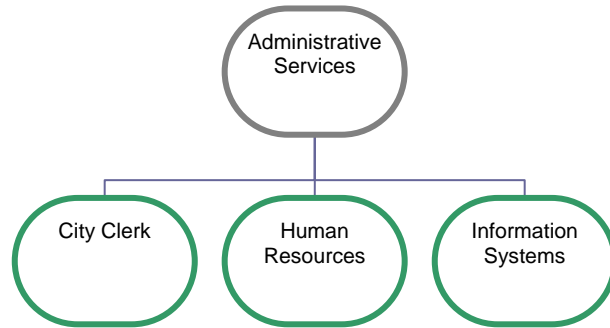 Administrative
Services
City Clerk
Human
Resources
Information
Systems